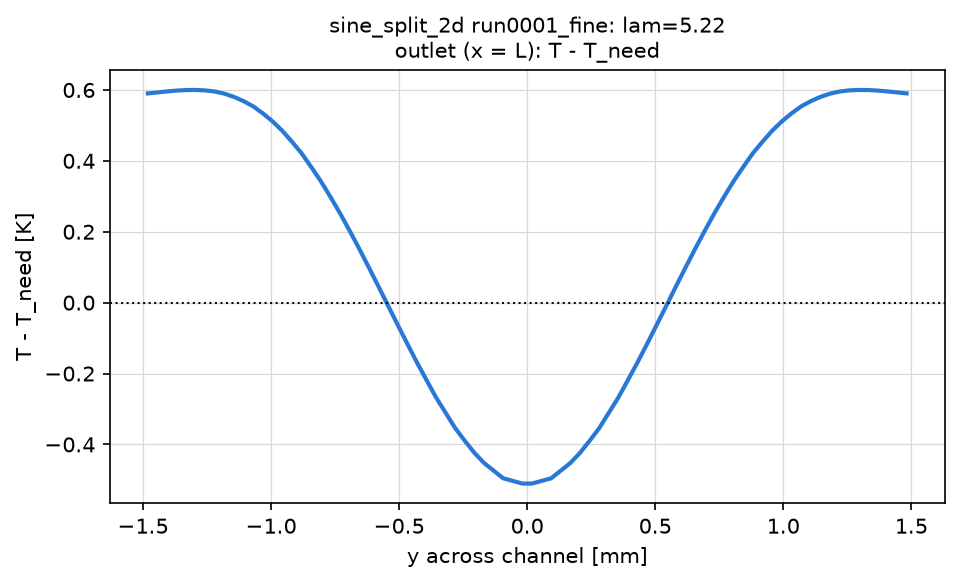 sine_split_2d run0001_fine: lam=5.22
outlet (x = L): T - T_need
T - T_need [K]
0.6
0.4
0.2
0.0
−0.2
−0.4
−1.5 −1.0 −0.5 0.0 0.5 1.0 1.5
y across channel [mm]